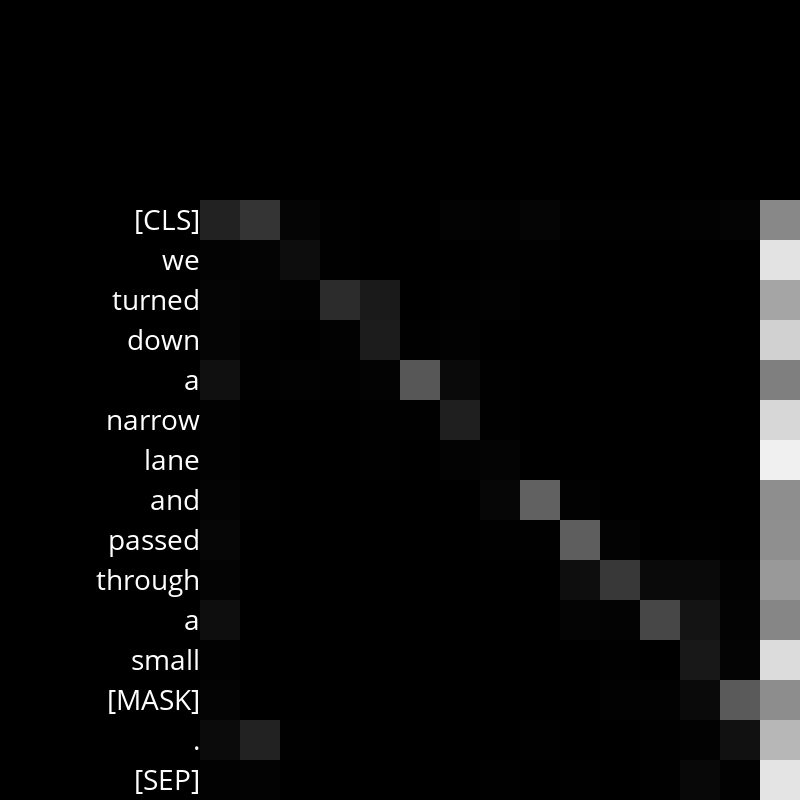 [CLS]
we
turned
down
a
narrow
lane
and
passed
through
a
small
[MASK]
.
[SEP]